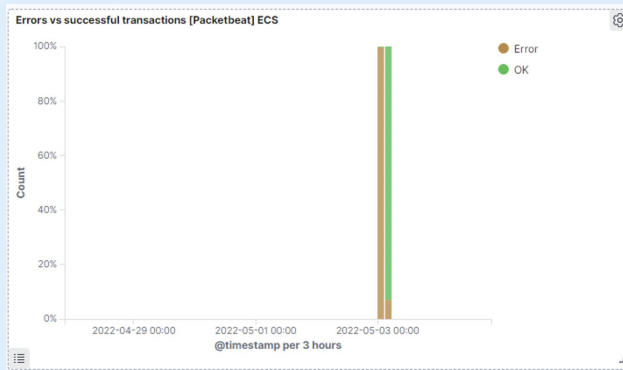 Errors vs successful transactions [Packetbeat] ECS
100%
80%
60%
40%
20%
0%
Count
2022-04-29 00:00
2022-05-01 00:00
2022-05-03 00:00
@timestamp per 3 hours
Error
OK